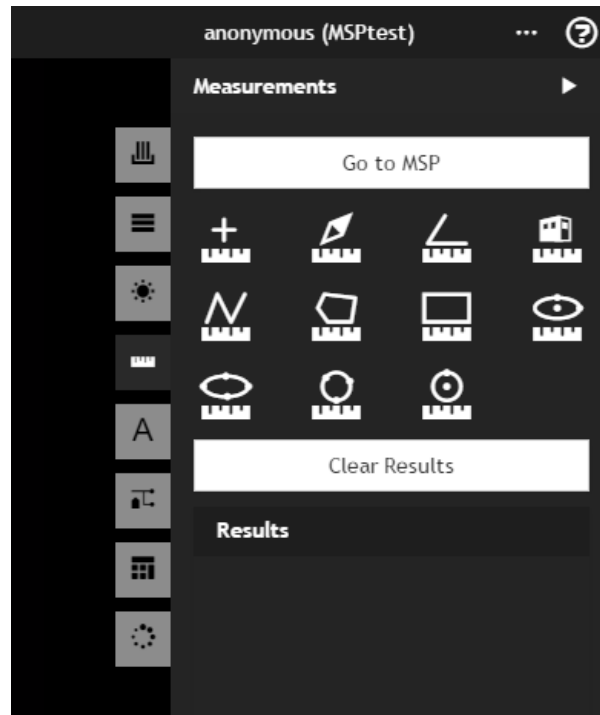 anonymous (MSPtest)
Measurements
Go to MSP
A
Clear Results
Results